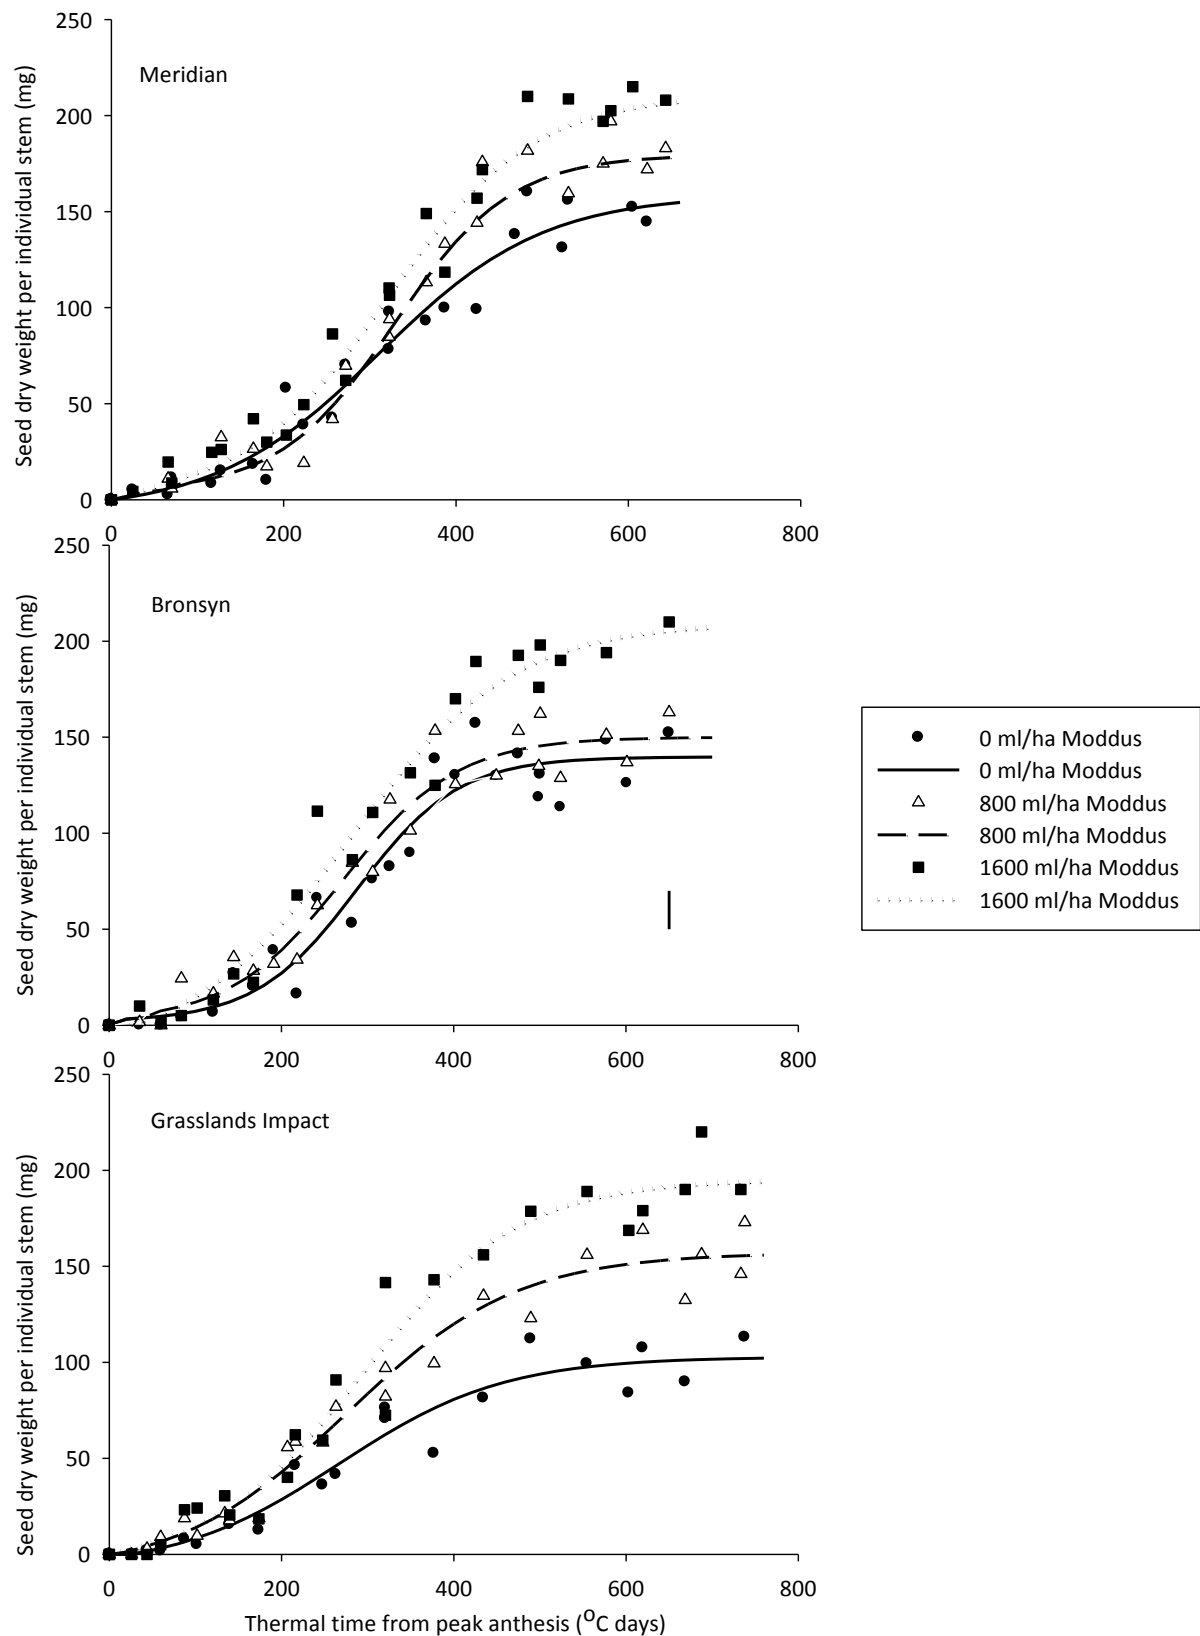 250
200
150
100
50
0
Seed dry weight per individual stem (mg)
Meridian
0 200 400 600 800
250
200
150
100
50
0
Seed dry weight per individual stem (mg)
Bronsyn
0 200 400 600 800
0 ml/ha Moddus
0 ml/ha Moddus
800 ml/ha Moddus
800 ml/ha Moddus
1600 ml/ha Moddus
1600 ml/ha Moddus
250
200
150
100
50
0
Seed dry weight per individual stem (mg)
Grasslands Impact
0 200 400 600 800
Thermal time from peak anthesis (ᴼC days)